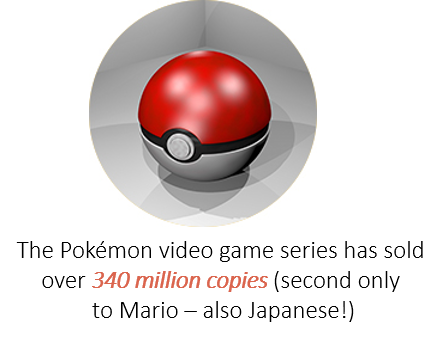 The Pokémon video game series has sold
over 340 million copies (second only
to Mario – also Japanese!)